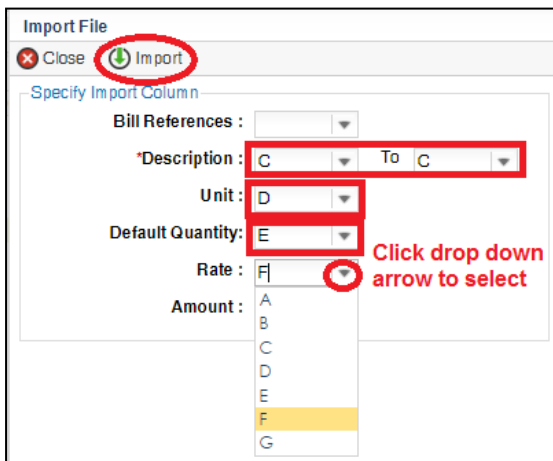 Import File
Close Import
Specify Import Column
Bill References :
*Description : C To C
Unit : D
Default Quantity: E
Click drop down
Rate : F arrow to select
Amount : A
B
C
D
E
F
G